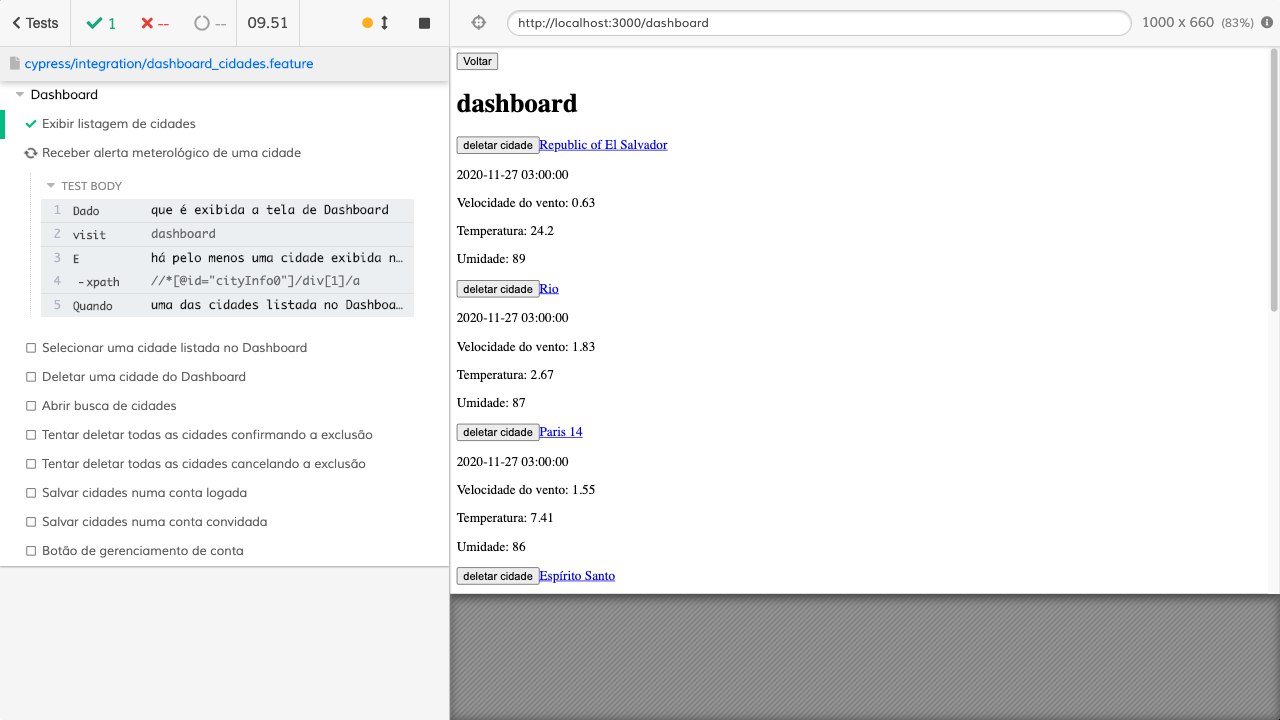 Tests 1 -- -- 09.51
cypress/integration/dashboard_cidades.feature
Dashboard
Exibir listagem de cidades
Receber alerta meterológico de uma cidade
TEST BODY
1 Dado que é exibida a tela de Dashboard
2 visit dashboard
3 E há pelo menos uma cidade exibida n…
4 -xpath //*[@id="cityInfo0"]/div[1]/a
5 Quando uma das cidades listada no Dashboa…
Selecionar uma cidade listada no Dashboard
Deletar uma cidade do Dashboard
Abrir busca de cidades
Tentar deletar todas as cidades confirmando a exclusão
Tentar deletar todas as cidades cancelando a exclusão
Salvar cidades numa conta logada
Salvar cidades numa conta convidada
Botão de gerenciamento de conta
http://localhost:3000/dashboard 1000 x 660 (83%)
Voltar
dashboard
deletar cidade Republic of El Salvador
2020-11-27 03:00:00
Velocidade do vento: 0.63
Temperatura: 24.2
Umidade: 89
deletar cidade Rio
2020-11-27 03:00:00
Velocidade do vento: 1.83
Temperatura: 2.67
Umidade: 87
deletar cidade Paris 14
2020-11-27 03:00:00
Velocidade do vento: 1.55
Temperatura: 7.41
Umidade: 86
deletar cidade Espírito Santo